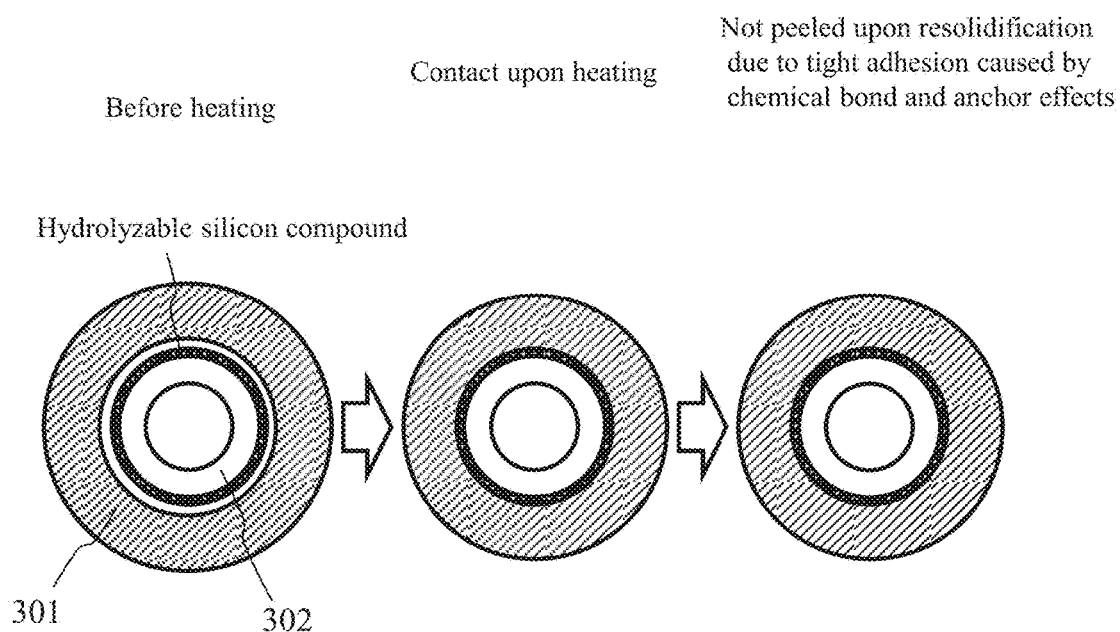 Before heating
Contact upon heating
Not peeled upon resolidification
due to tight adhesion caused by
chemical bond and anchor effects
Hydrolyzable silicon compound
301
302